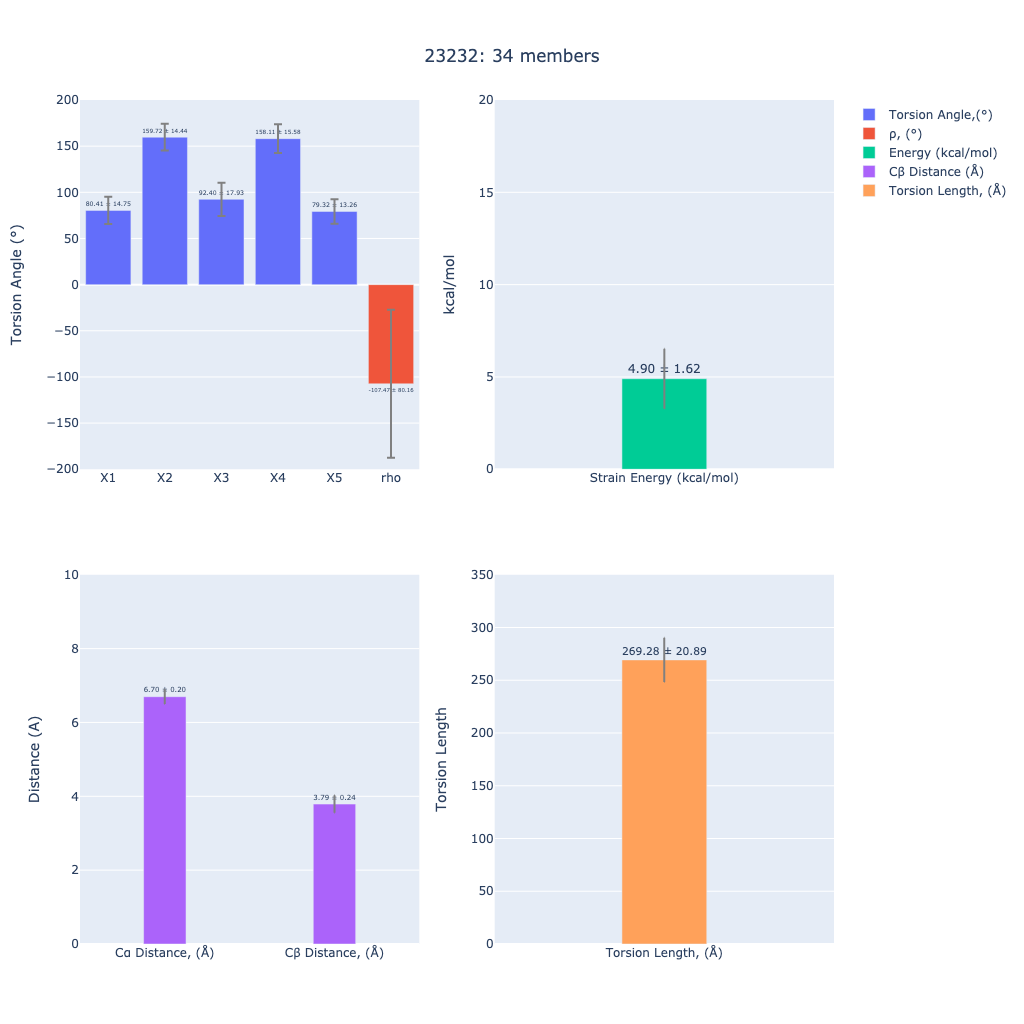 23232: 34 members
Torsion Angle (°)
200
150
100
50
0
−50
−100
−150
−200
80.41 ± 14.75
159.72 ± 14.44
92.40 ± 17.93
158.11 ± 15.58
79.32 ± 13.26
-107.47 ± 80.16
X1 X2 X3 X4 X5 rho
kcal/mol
20
15
10
5
0
4.90 ± 1.62
Strain Energy (kcal/mol)
Torsion Angle,(°)
ρ, (°)
Energy (kcal/mol)
Cβ Distance (Å)
Torsion Length, (Å)
Distance (A)
10
8
6
4
2
0
6.70 ± 0.20
3.79 ± 0.24
Cα Distance, (Å) Cβ Distance, (Å)
Torsion Length
350
300
250
200
150
100
50
0
269.28 ± 20.89
Torsion Length, (Å)